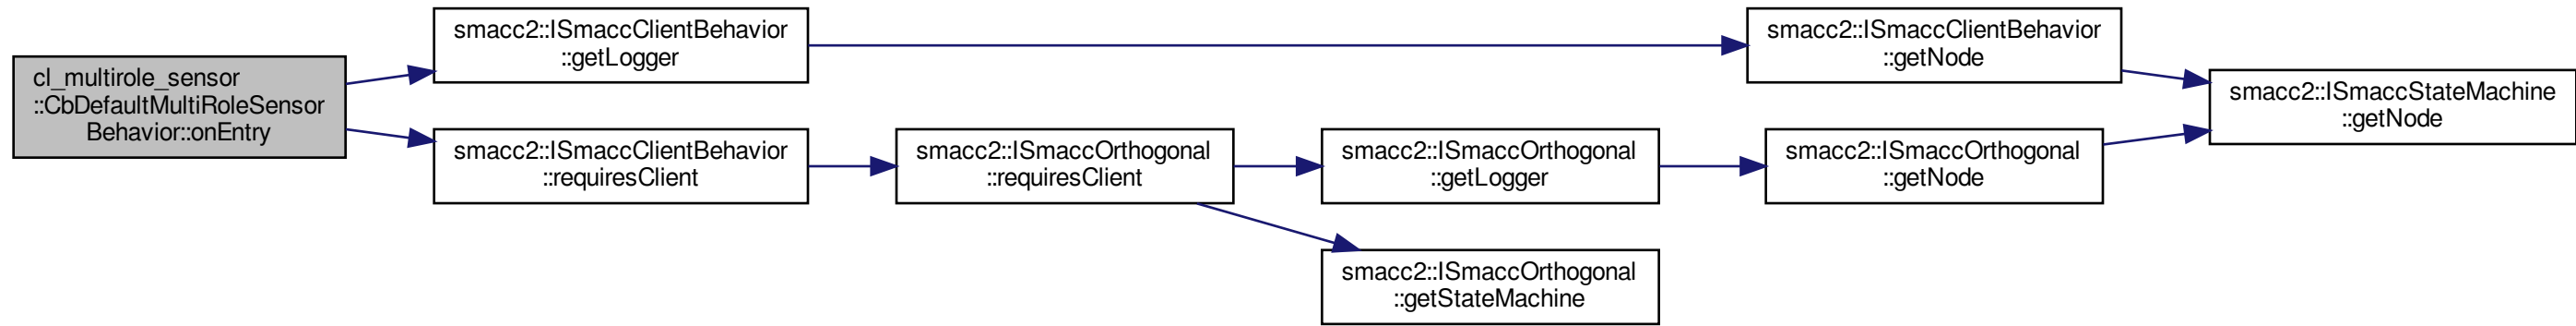 cl_multirole_sensor
::CbDefaultMultiRoleSensor
Behavior::onEntry
smacc2::ISmaccClientBehavior
::getLogger
smacc2::ISmaccClientBehavior
::requiresClient
smacc2::ISmaccOrthogonal
::requiresClient
smacc2::ISmaccOrthogonal
::getLogger
smacc2::ISmaccOrthogonal
::getStateMachine
smacc2::ISmaccClientBehavior
::getNode
smacc2::ISmaccOrthogonal
::getNode
smacc2::ISmaccStateMachine
::getNode